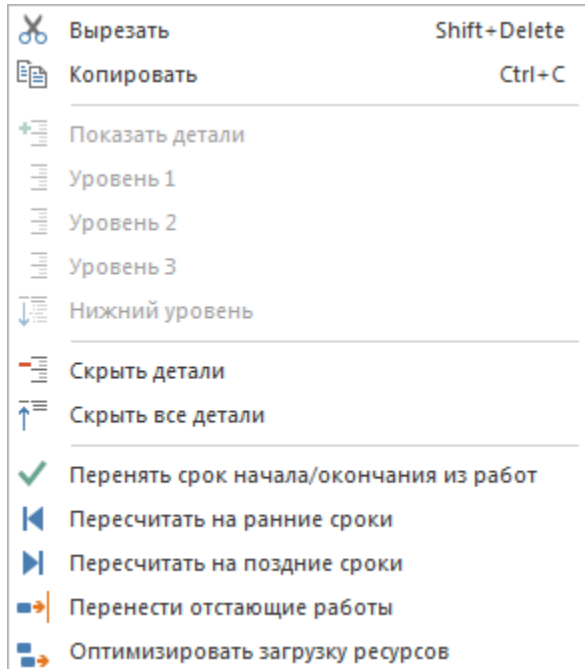 Вырезать Shift+Delete
Копировать Ctrl+C
Показать детали
Уровень 1
Уровень 2
Уровень 3
Нижний уровень
Скрыть детали
Скрыть все детали
Перенять срок начала/окончания из работ
Пересчитать на ранние сроки
Пересчитать на поздние сроки
Перенести отстающие работы
Оптимизировать загрузку ресурсов